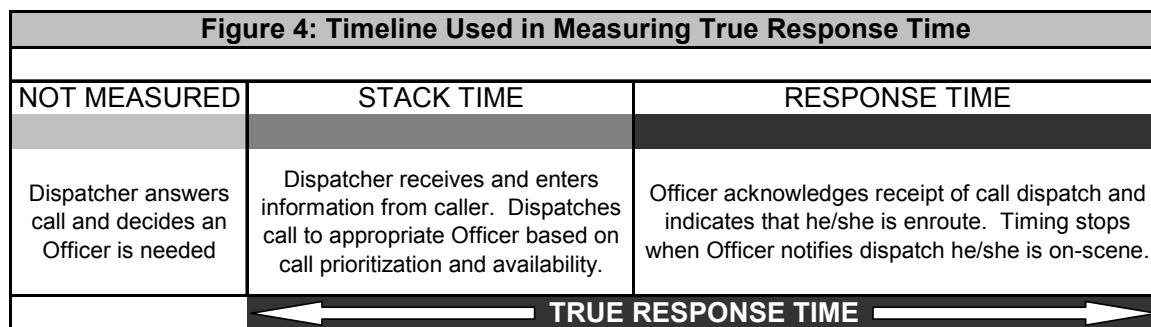 Figure 4: Timeline Used in Measuring True Response Time
NOT MEASURED
STACK TIME
RESPONSE TIME
Dispatcher answers
call and decides an
Officer is needed
Dispatcher receives and enters
information from caller.  Dispatches
call to appropriate Officer based on
call prioritization and availability.
Officer acknowledges receipt of call dispatch and
indicates that he/she is enroute.  Timing stops
when Officer notifies dispatch he/she is on-scene.
TRUE RESPONSE TIME